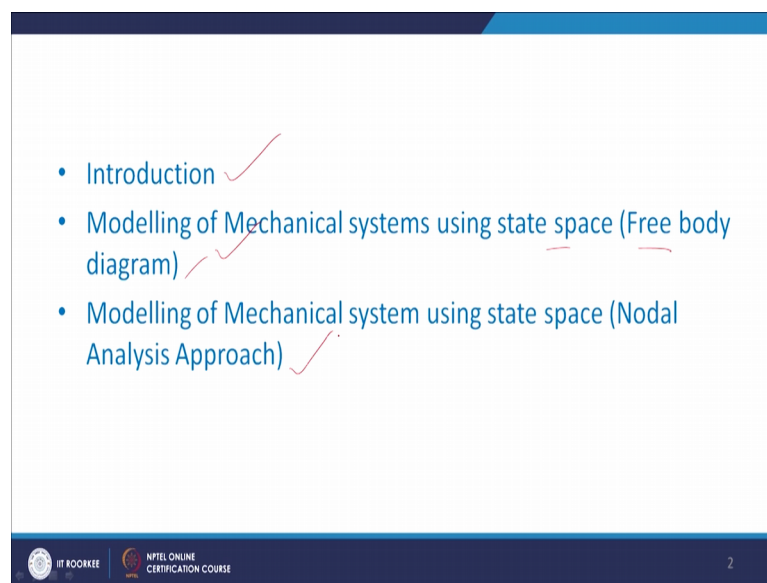 • Introduction
• Modelling of Mechanical systems using state space (Free body
diagram)
• Modelling of Mechanical system using state space (Nodal
Analysis Approach)
IIT ROORKEE
NPTEL ONLINE
CERTIFICATION COURSE
2